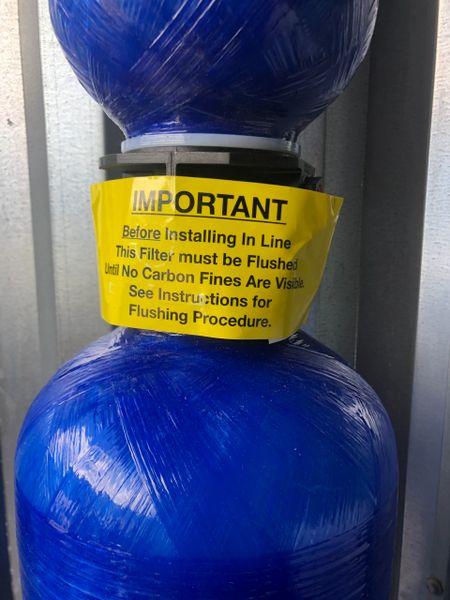 IMPORTANT
Before Installing In Line
This Filter must be Flushed
Until No Carbon Fines Are Visible.
See Instructions for
Flushing Procedure.